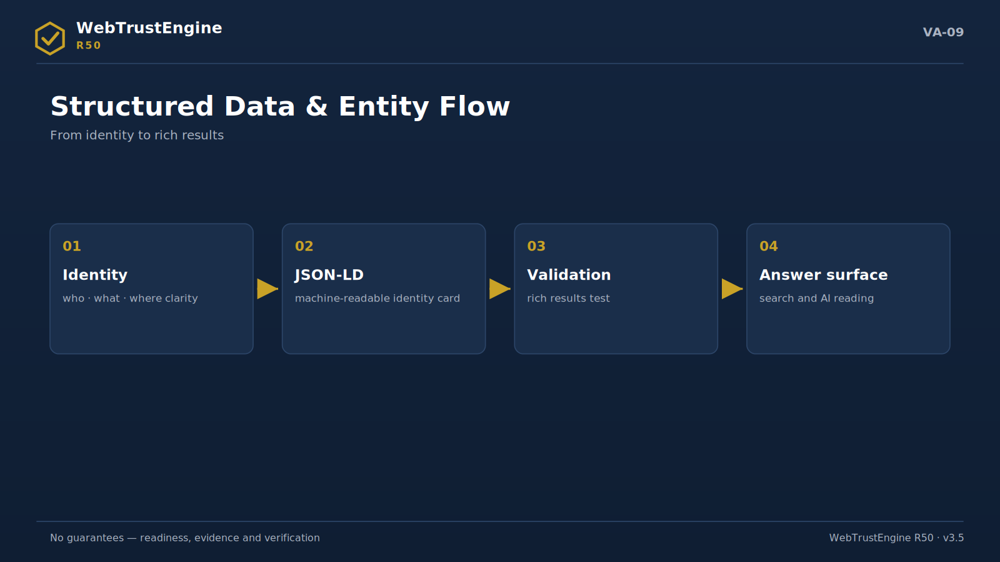 WebTrustEngine
R50
VA-09
Structured Data & Entity Flow
From identity to rich results
01
Identity
who · what · where clarity
02
JSON-LD
machine-readable identity card
03
Validation
rich results test
04
Answer surface
search and AI reading
No guarantees — readiness, evidence and verification
WebTrustEngine R50 · v3.5